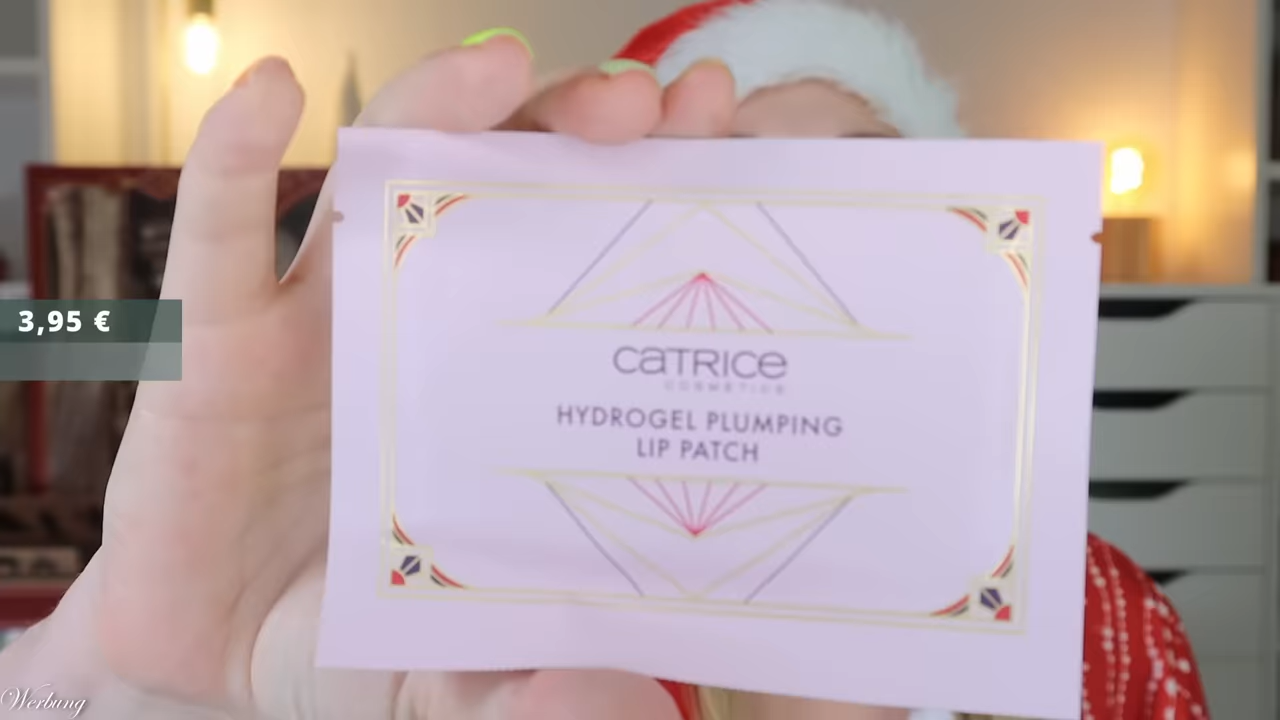 3,95 €
CATRICE
COSMETICS
HYDROGEL PLUMPING
LIP PATCH
Werbung